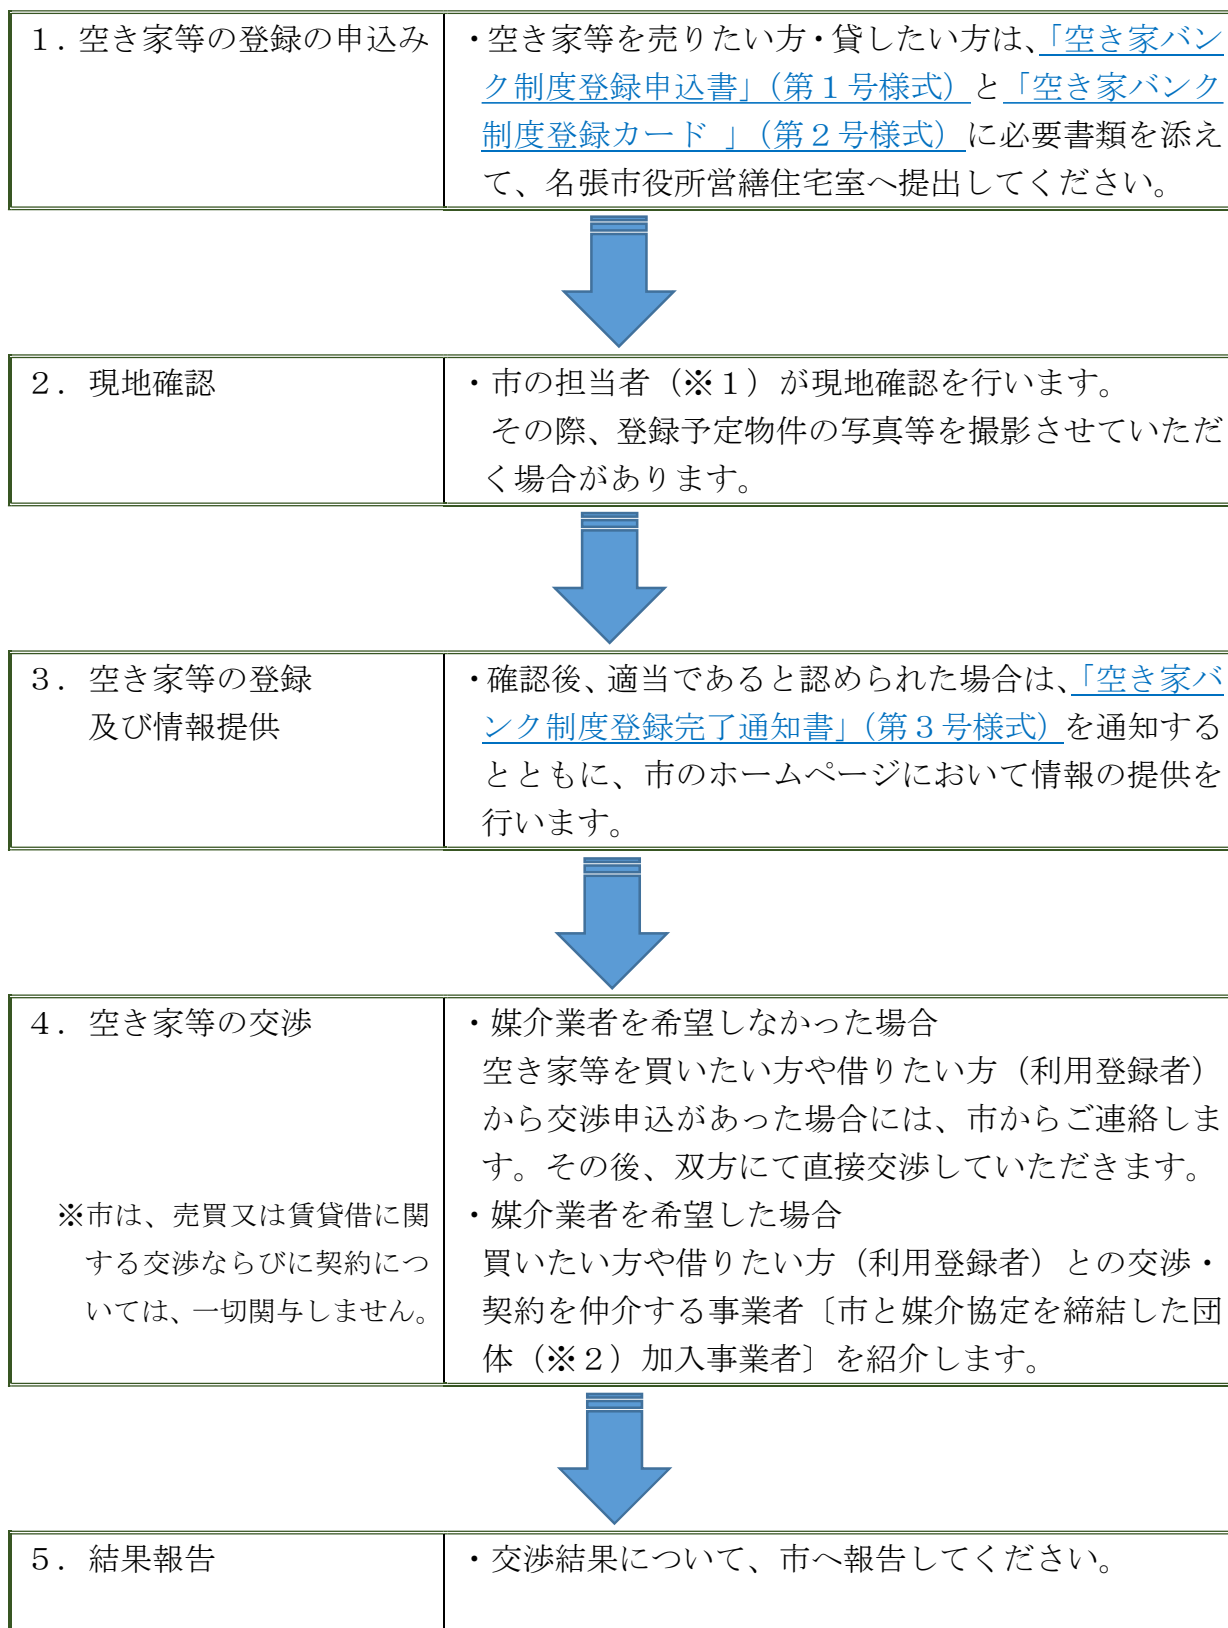 １．空き家等の登録の申込み
・空き家等を売りたい方・貸したい方は、「空き家バン
ク制度登録申込書」（第１号様式）と「空き家バンク
制度登録カード 」（第２号様式）に必要書類を添え
て、名張市役所営繕住宅室へ提出してください。
２．現地確認
・市の担当者（※１）が現地確認を行います。
その際、登録予定物件の写真等を撮影させていただ
く場合があります。
３．空き家等の登録
及び情報提供
・確認後、適当であると認められた場合は、「空き家バ
ンク制度登録完了通知書」（第３号様式）を通知する
とともに、市のホームページにおいて情報の提供を
行います。
４．空き家等の交渉
※市は、売買又は賃貸借に関
する交渉ならびに契約につ
いては、一切関与しません。
・媒介業者を希望しなかった場合
空き家等を買いたい方や借りたい方（利用登録者）
から交渉申込があった場合には、市からご連絡しま
す。その後、双方にて直接交渉していただきます。
・媒介業者を希望した場合
買いたい方や借りたい方（利用登録者）との交渉・
契約を仲介する事業者〔市と媒介協定を締結した団
体（※２）加入事業者〕を紹介します。
５．結果報告
・交渉結果について、市へ報告してください。